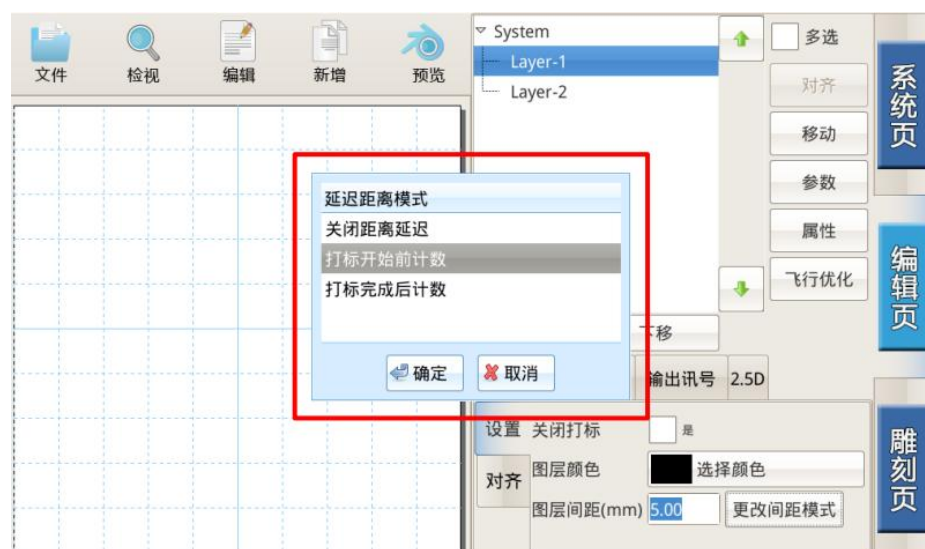 文件
检视
编辑
新增
预览
System
Layer-1
Layer-2
多选
对齐
移动
参数
属性
飞行优化
系统页
编辑页
雕刻页
延迟距离模式
关闭距离延迟
打标开始前计数
打标完成后计数
确定
取消
下移
输出讯号
2.5D
设置
对齐
关闭打标
是
图层颜色
选择颜色
图层间距(mm)
5.00
更改间距模式